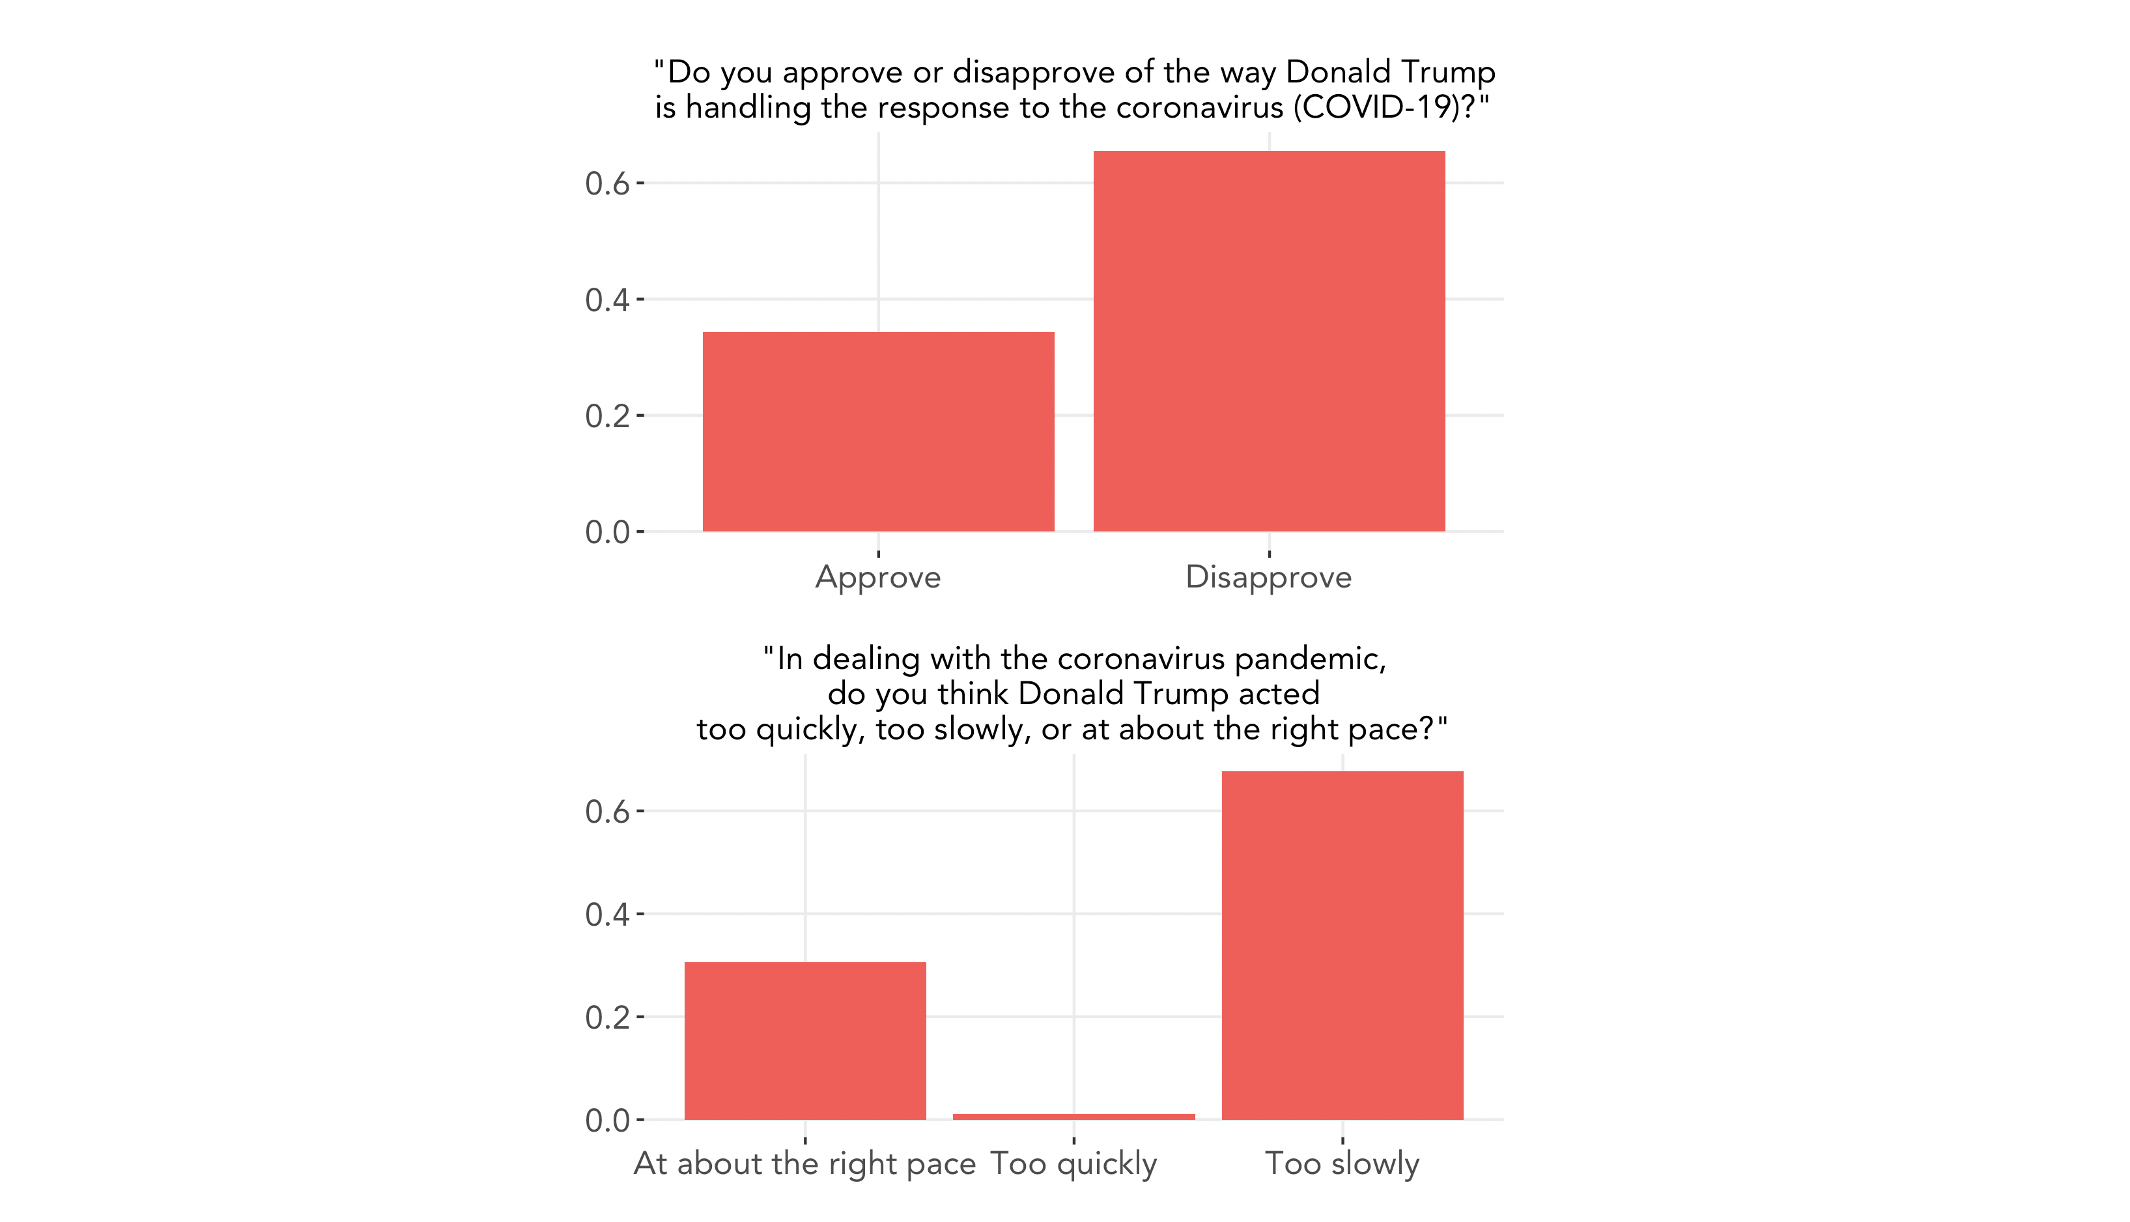 "Do you approve or disapprove of the way Donald Trump
is handling the response to the coronavirus (COVID-19)?"
0.6
0.4
0.2
0.0
Approve Disapprove
"In dealing with the coronavirus pandemic,
do you think Donald Trump acted
too quickly, too slowly, or at about the right pace?"
0.6
0.4
0.2
0.0
At about the right pace Too quickly Too slowly